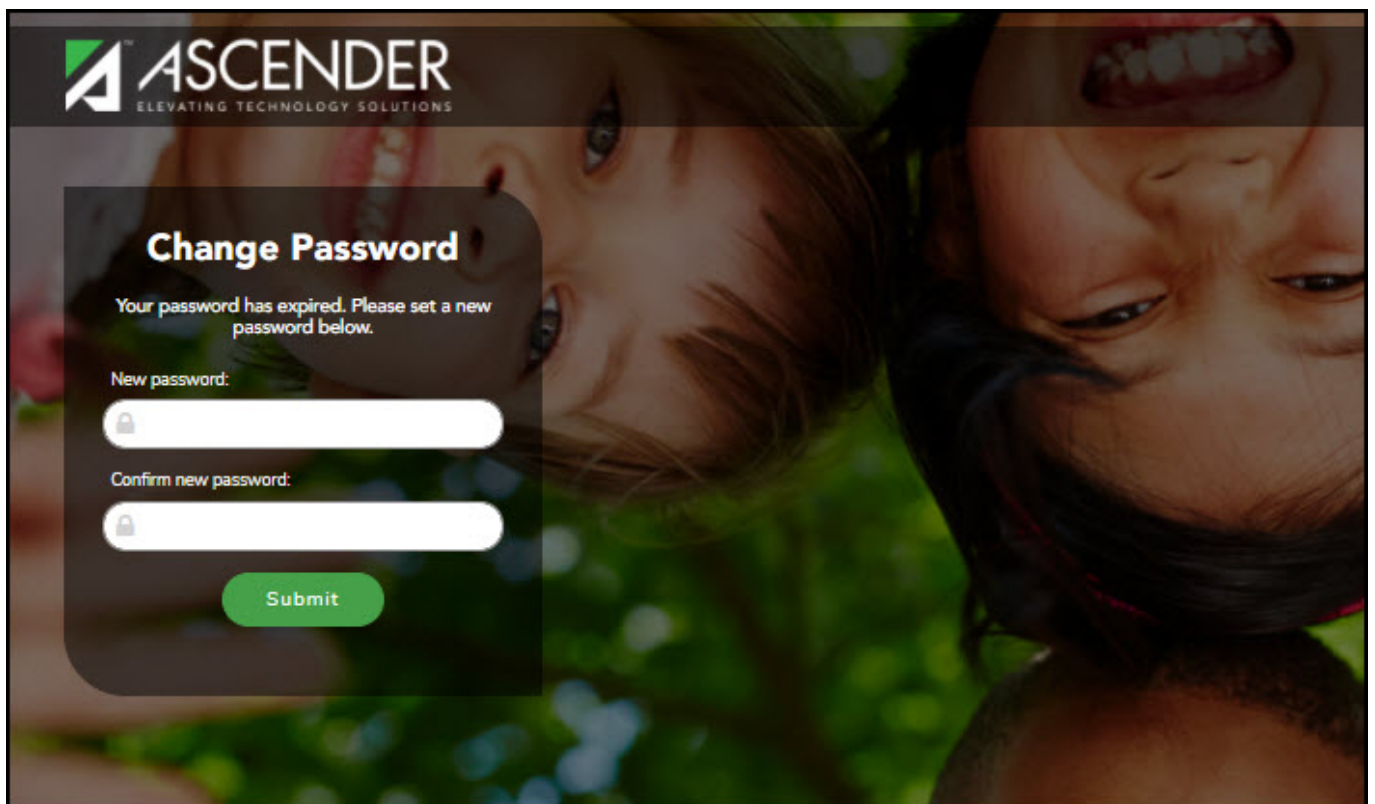 ASCENDER
ELEVATING TECHNOLOGY SOLUTIONS
Change Password
Your password has expired. Please set a new
password below.
New password:
Confirm new password:
Submit